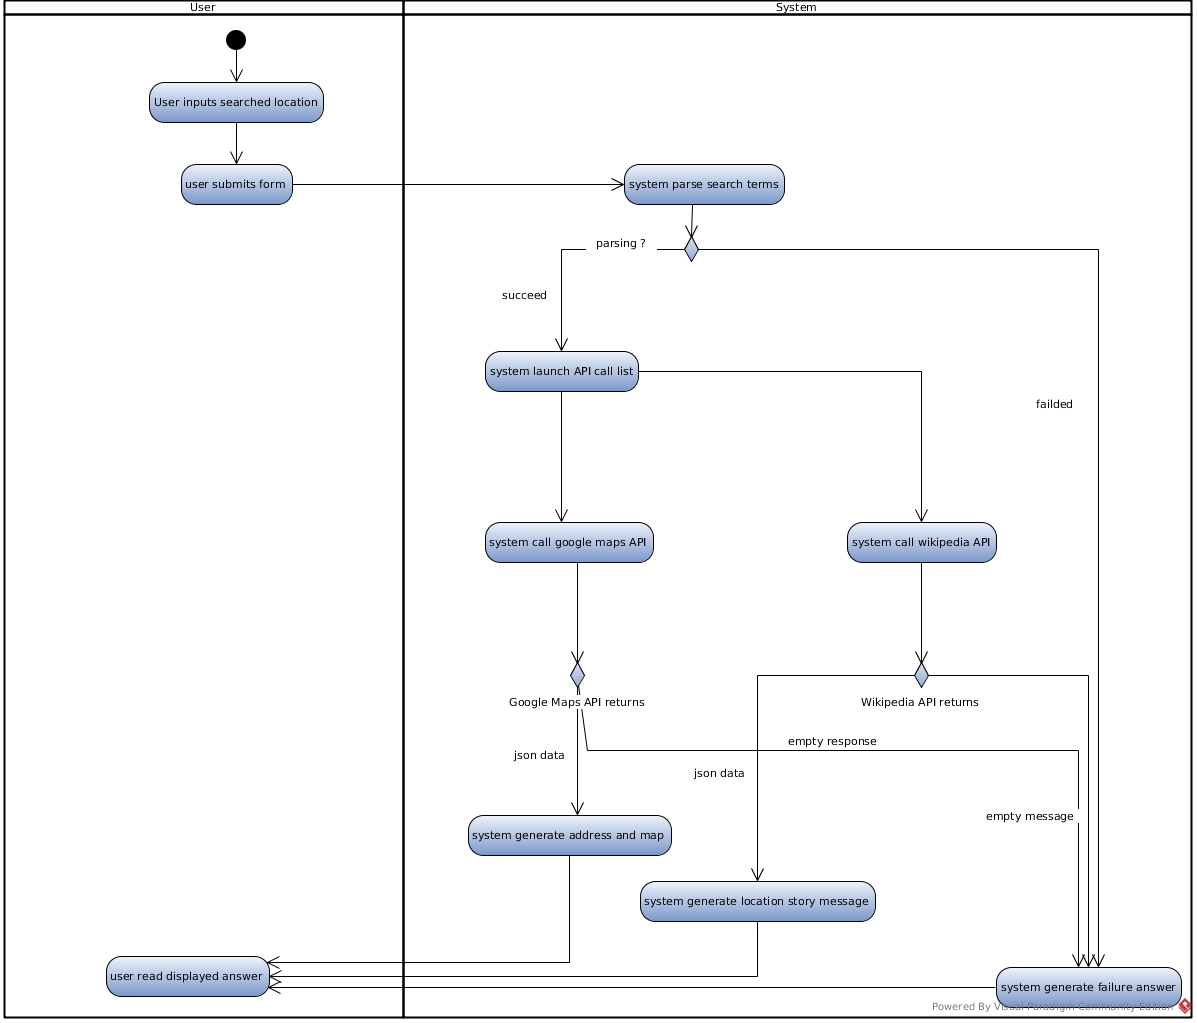 User
System
User inputs searched location
user submits form
system parse search terms
parsing ?
succeed
system launch API call list
failded
system call google maps API
system call wikipedia API
Google Maps API returns
Wikipedia API returns
empty response
json data
json data
empty message
system generate address and map
system generate location story message
user read displayed answer
system generate failure answer
Powered By Visual Paradigm Community Edition